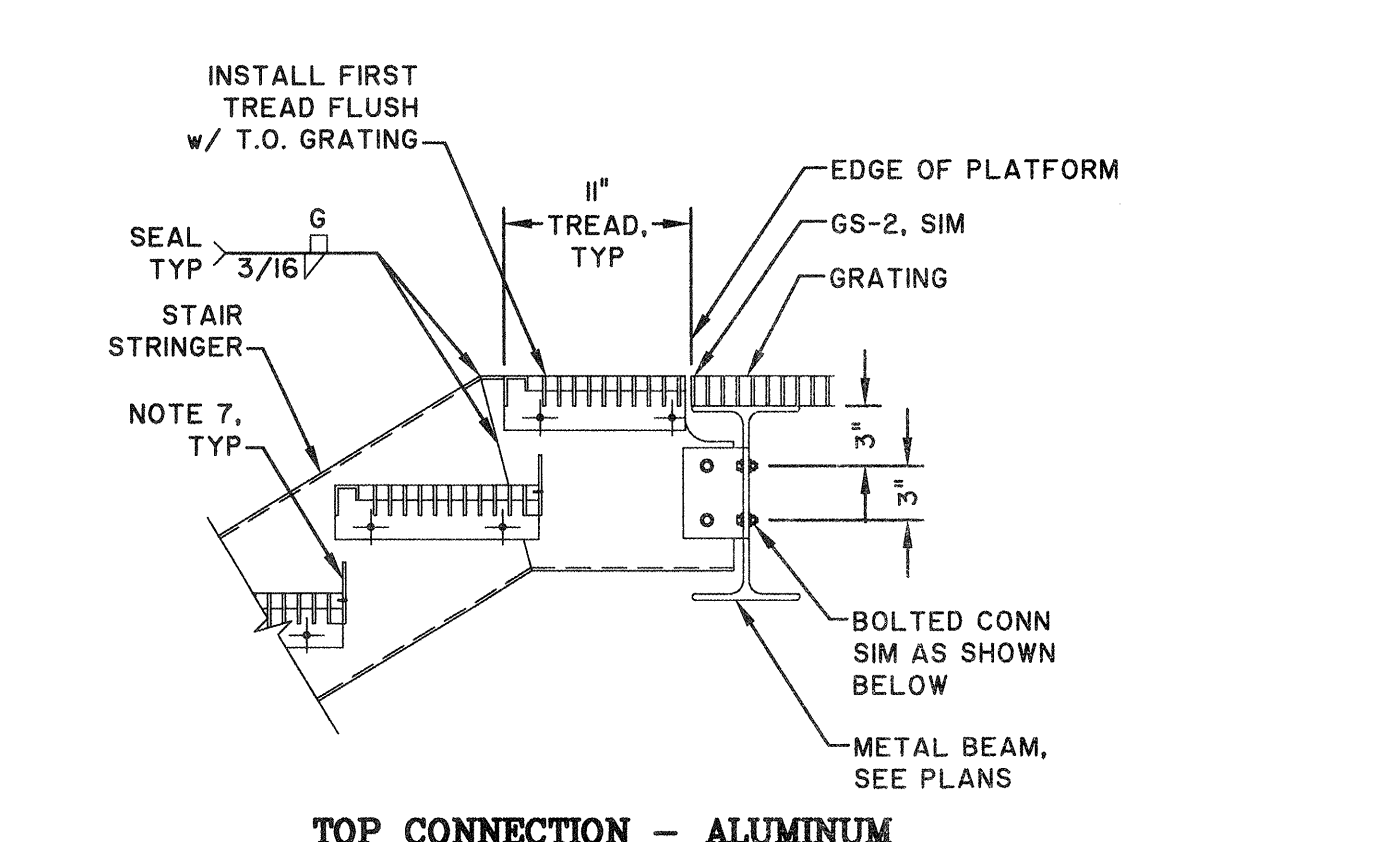 INSTALL FIRST
TREAD FLUSH
w/ T.O. GRATING
11"
TREAD,
TYP
EDGE OF PLATFORM
GS-2, SIM
GRATING
G
SEAL
TYP
3/16
STAIR
STRINGER
NOTE 7,
TYP
3"
3"
BOLTED CONN
SIM AS SHOWN
BELOW
METAL BEAM,
SEE PLANS
TOP CONNECTION - ALUMINUM